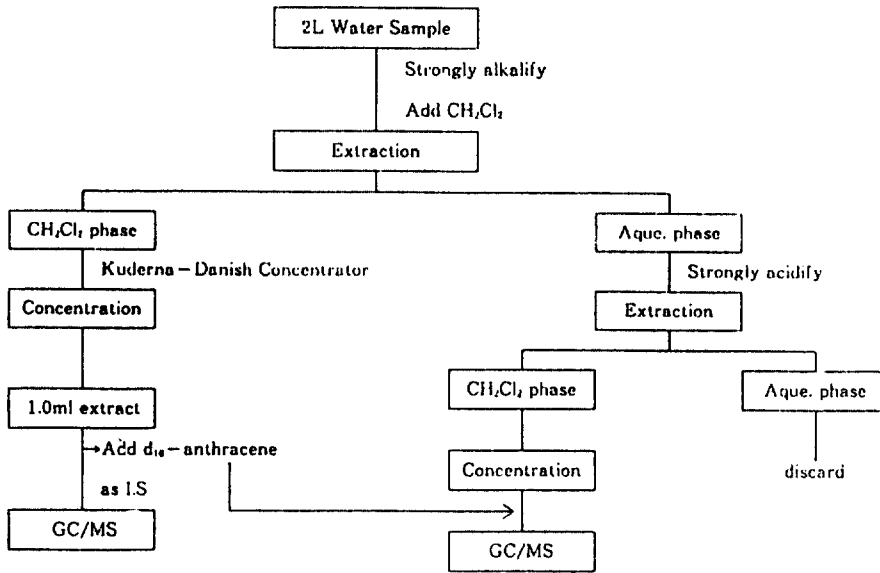 2L Water Sample
Strongly alkalify
Add CH₂Cl₂
Extraction
CH₂Cl₂ phase
Aque. phase
Kuderna-Danish Concentrator
Strongly acidify
Concentration
Extraction
CH₂Cl₂ phase
Aque. phase
1.0ml extract
Add d₁₀-anthracene
Concentration
discard
as I.S
GC/MS
GC/MS